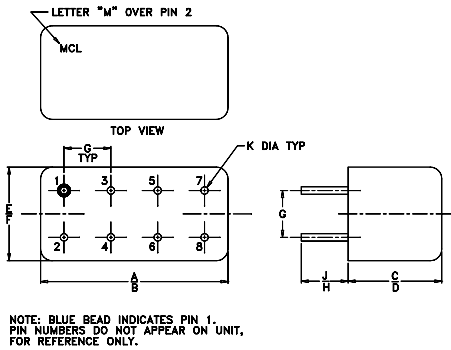 LETTER "M" OVER PIN 2
MCL
TOP VIEW
G
TYP
K DIA TYP
1 3 5 7
2 4 6 8
E
F
A
B
G
J
H
C
D
NOTE: BLUE BEAD INDICATES PIN 1.
PIN NUMBERS DO NOT APPEAR ON UNIT,
FOR REFERENCE ONLY.